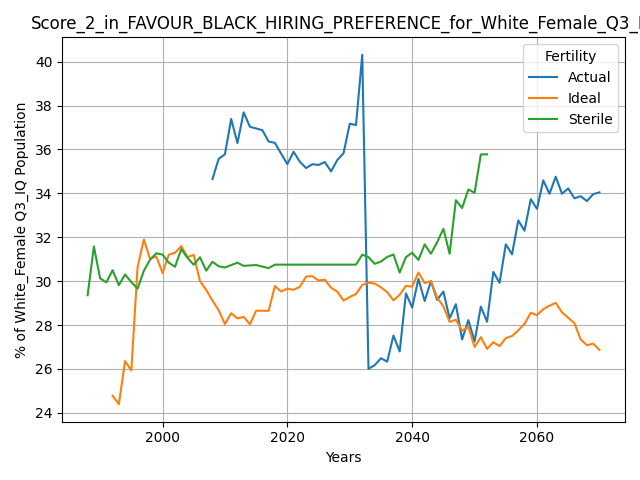 Score_2_in_FAVOUR_BLACK_HIRING_PREFERENCE_for_White_Female_Q3_I
Fertility
Actual
Ideal
Sterile
% of White_Female Q3_IQ Population
40
38
36
34
32
30
28
26
24
2000
2020
2040
2060
Years